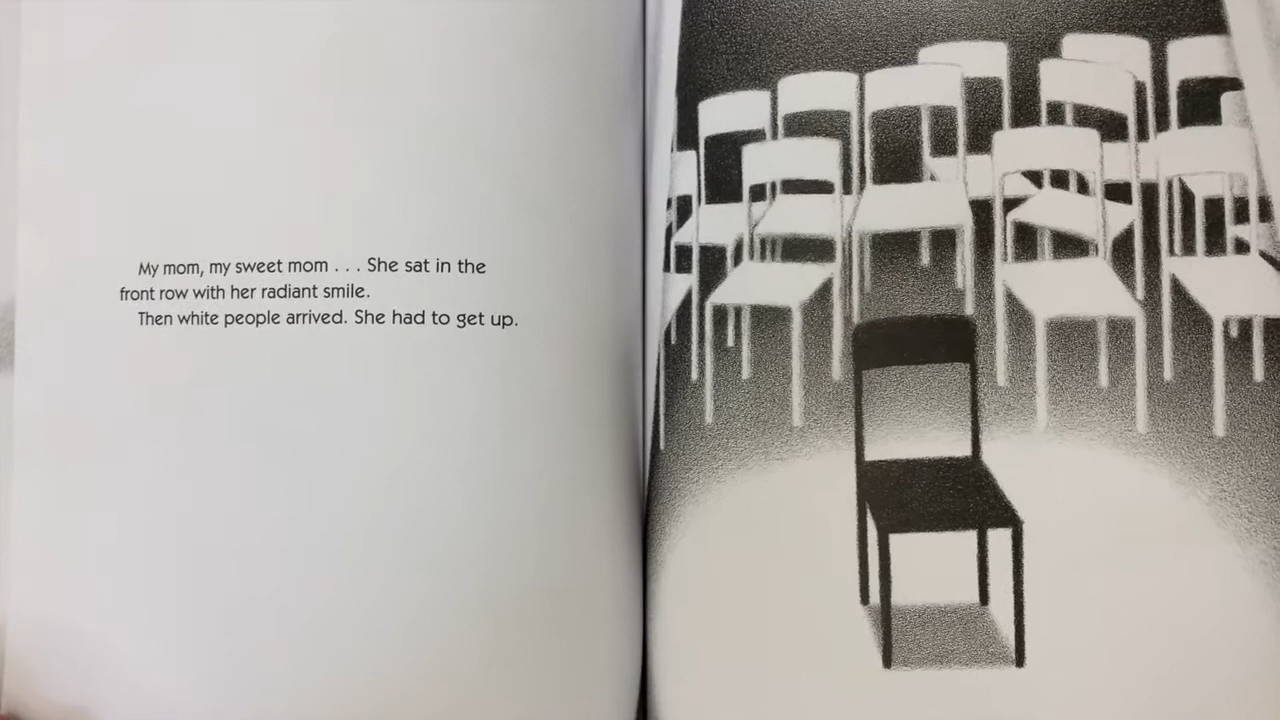 My mom, my sweet mom . . . She sat in the
front row with her radiant smile.
Then white people arrived. She had to get up.